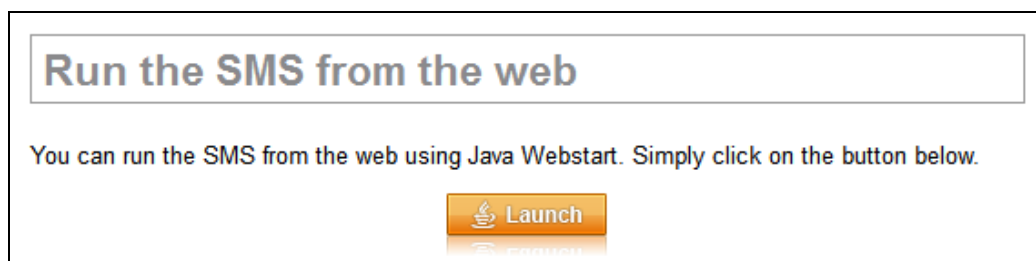 Run the SMS from the web
You can run the SMS from the web using Java Webstart. Simply click on the button below.
Launch